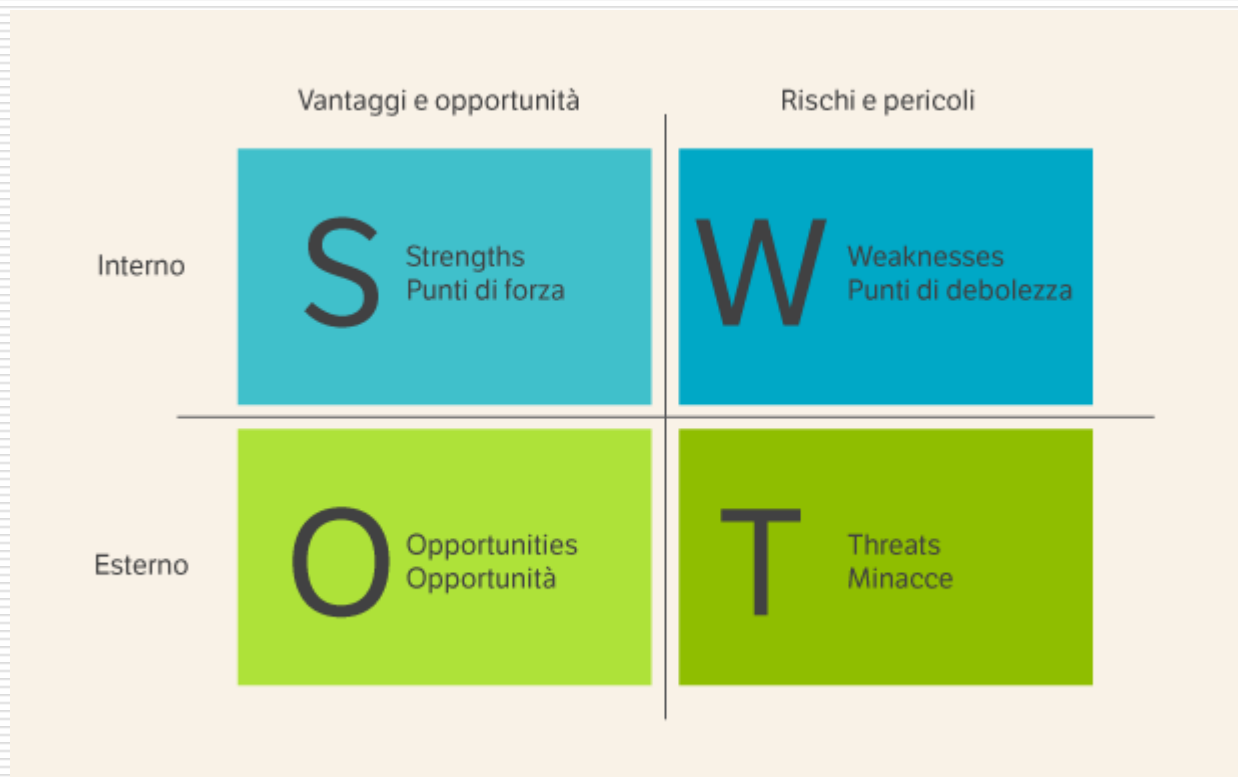 Vantaggi e opportunità
Rischi e pericoli
Interno
S
Strengths
Punti di forza
W
Weaknesses
Punti di debolezza
Esterno
O
Opportunities
Opportunità
T
Threats
Minacce